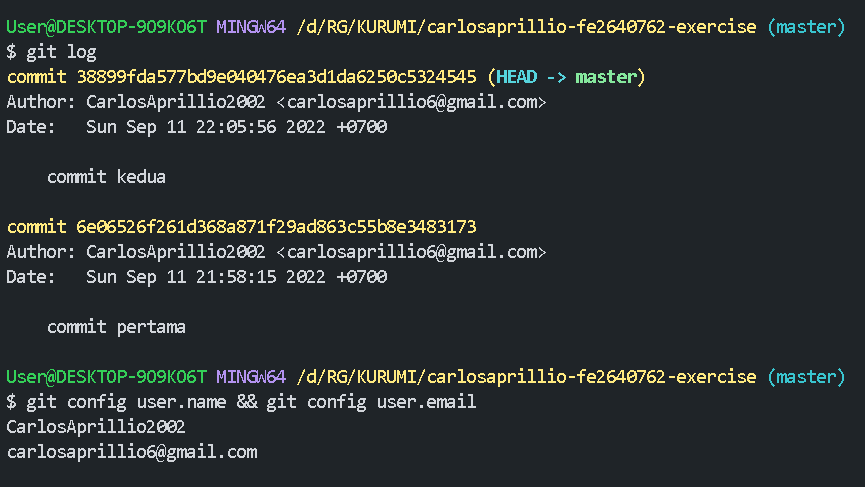 User@DESKTOP-9O9KO6T MINGW64 /d/RG/KURUMI/carlosaprillio-fe2640762-exercise (master)
$ git log
commit 38899fda577bd9e040476ea3d1da6250c5324545 (HEAD -> master)
Author: CarlosAprillio2002 <carlosaprillio6@gmail.com>
Date:   Sun Sep 11 22:05:56 2022 +0700
    commit kedua
commit 6e06526f261d368a871f29ad863c55b8e3483173
Author: CarlosAprillio2002 <carlosaprillio6@gmail.com>
Date:   Sun Sep 11 21:58:15 2022 +0700
    commit pertama
User@DESKTOP-9O9KO6T MINGW64 /d/RG/KURUMI/carlosaprillio-fe2640762-exercise (master)
$ git config user.name && git config user.email
CarlosAprillio2002
carlosaprillio6@gmail.com